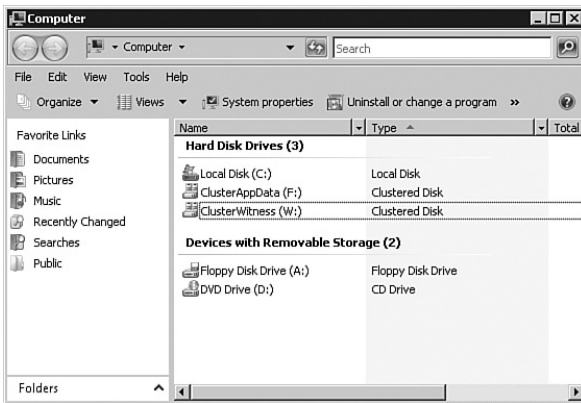 Computer
Computer
Search
File Edit View Tools Help
Organize Views System properties Uninstall or change a program »
Favorite Links
Documents
Pictures
Music
Recently Changed
Searches
Public
Folders
Name Type Total
Hard Disk Drives (3)
Local Disk (C:) Local Disk
ClusterAppData (F:) Clustered Disk
ClusterWitness (W:) Clustered Disk
Devices with Removable Storage (2)
Floppy Disk Drive (A:) Floppy Disk Drive
DVD Drive (D:) CD Drive